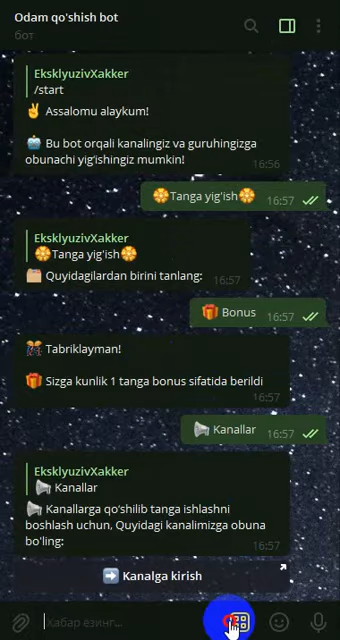 Odam qo'shish bot
бот
EksklyuzivXakker
/start
✌️ Assalomu alaykum!
🤖 Bu bot orqali kanalingiz va guruhingizga
obunachi yig'ishingiz mumkin!
16:56
🏵Tanga yig'ish🏵 16:57
EksklyuzivXakker
🏵Tanga yig'ish🏵
🗂 Quyidagilardan birini tanlang: 16:57
🎁 Bonus 16:57
🎊 Tabriklayman!
🎁 Sizga kunlik 1 tanga bonus sifatida berildi
16:57
📢 Kanallar 16:57
EksklyuzivXakker
📢 Kanallar
📢 Kanallarga qo'shilib tanga ishlashni
boshlash uchun, Quyidagi kanalimizga obuna
bo'ling: 16:57
➡️ Kanalga kirish
Хабар ёзинг...